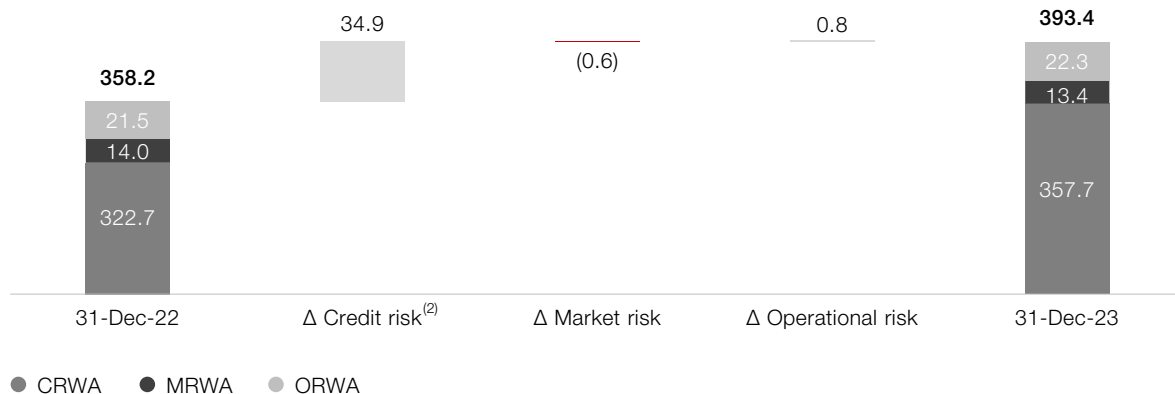 34.9
0.8
393.4
(0.6)
22.3
358.2
13.4
21.5
14.0
357.7
322.7
31-Dec-22
Δ Credit risk(2)
Δ Market risk
Δ Operational risk
31-Dec-23
CRWA
MRWA
ORWA